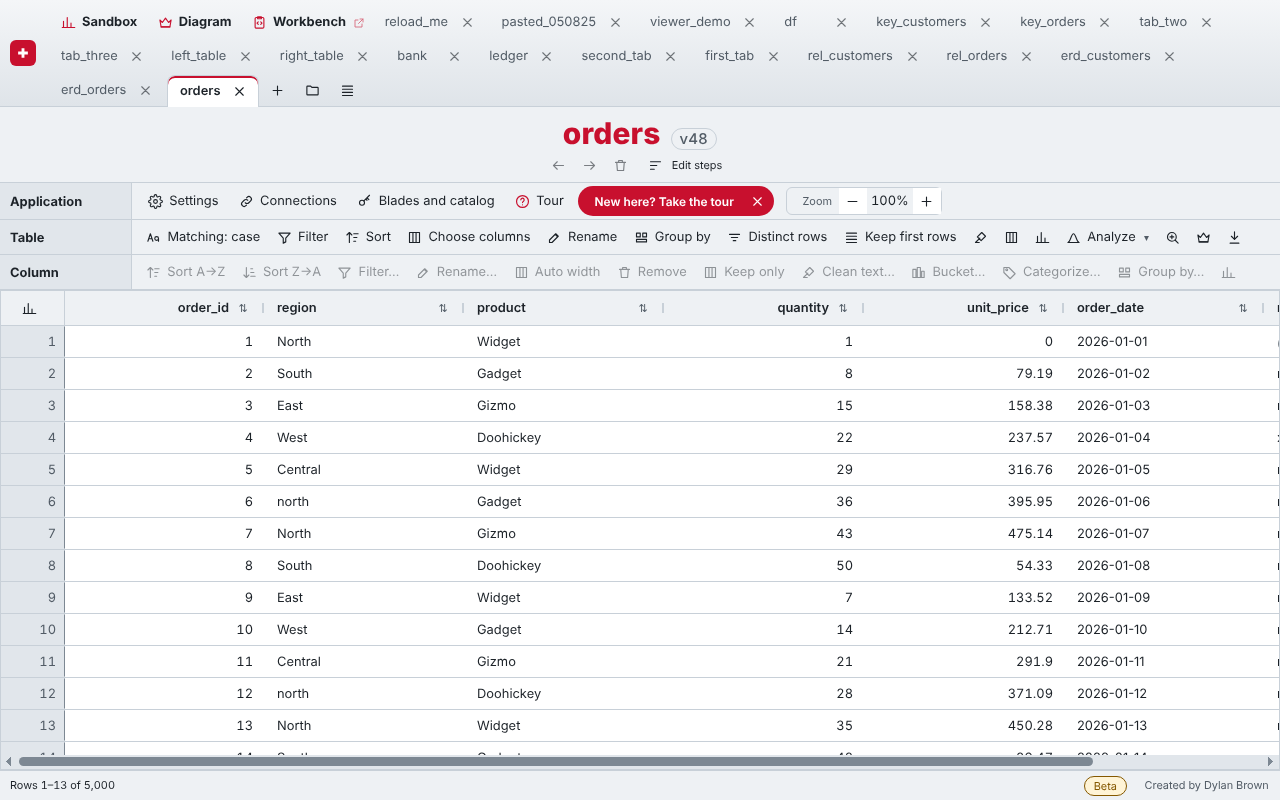 Sandbox Diagram Workbench reload_me pasted_050825 viewer_demo df key_customers key_orders tab_two
tab_three left_table right_table bank ledger second_tab first_tab rel_customers rel_orders erd_customers
erd_orders orders
orders v48
Edit steps
Application Settings Connections Blades and catalog Tour New here? Take the tour Zoom 100%
Table Matching: case Filter Sort Choose columns Rename Group by Distinct rows Keep first rows Analyze
Column Sort A→Z Sort Z→A Filter... Rename... Auto width Remove Keep only Clean text... Bucket... Categorize... Group by...
order_id region product quantity unit_price order_date
1 1 North Widget 1 0 2026-01-01
2 2 South Gadget 8 79.19 2026-01-02
3 3 East Gizmo 15 158.38 2026-01-03
4 4 West Doohickey 22 237.57 2026-01-04
5 5 Central Widget 29 316.76 2026-01-05
6 6 north Gadget 36 395.95 2026-01-06
7 7 North Gizmo 43 475.14 2026-01-07
8 8 South Doohickey 50 54.33 2026-01-08
9 9 East Widget 7 133.52 2026-01-09
10 10 West Gadget 14 212.71 2026-01-10
11 11 Central Gizmo 21 291.9 2026-01-11
12 12 north Doohickey 28 371.09 2026-01-12
13 13 North Widget 35 450.28 2026-01-13
Rows 1–13 of 5,000 Beta Created by Dylan Brown